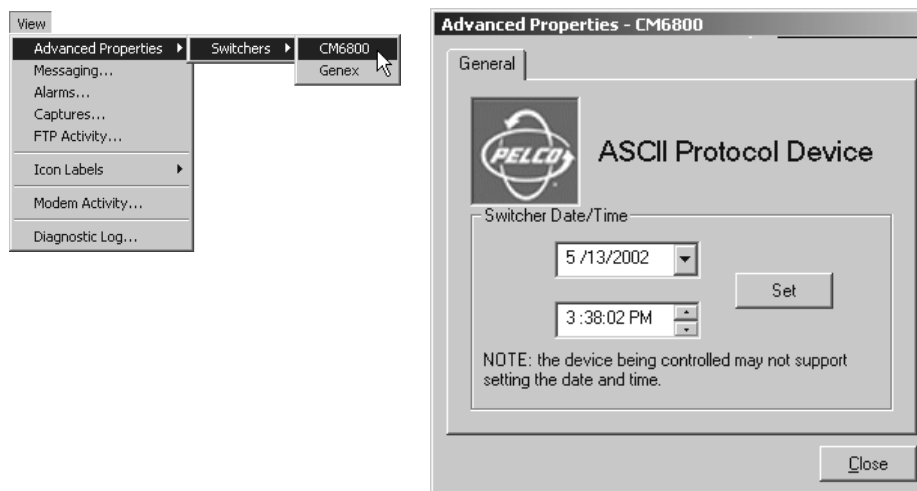 View
Advanced Properties
Switchers
CM6800
Messaging...
Genex
Alarms...
Captures...
FTP Activity...
Icon Labels
Modem Activity...
Diagnostic Log...
Advanced Properties - CM6800
General
PELCO
ASCII Protocol Device
Switcher Date/Time
5 /13/2002
Set
3 :38:02 PM
NOTE: the device being controlled may not support
setting the date and time.
Close